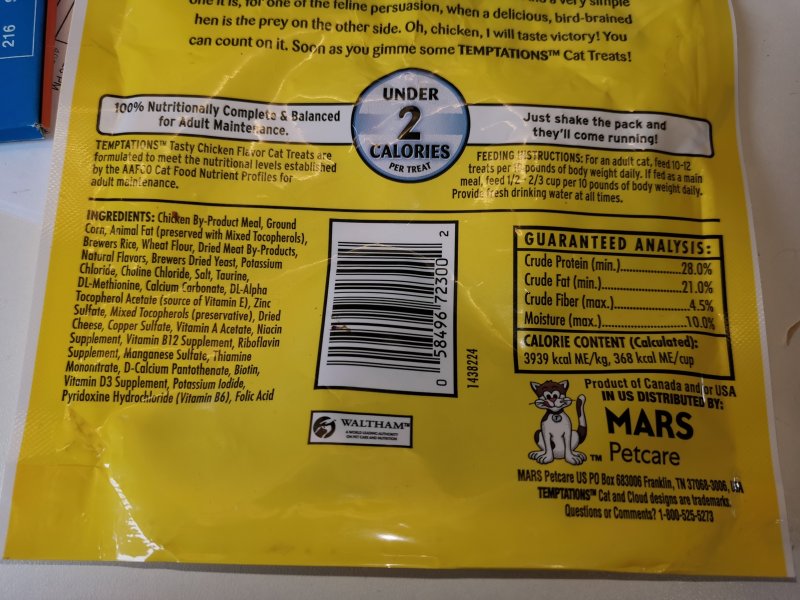 216
one it is, for one of the feline persuasion, when a delicious, bird-brained
hen is the prey on the other side. Oh, chicken, I will taste victory! You
can count on it. Soon as you gimme some TEMPTATIONS™ Cat Treats!
100% Nutritionally Complete & Balanced
for Adult Maintenance.
UNDER
2
CALORIES
PER TREAT
Just shake the pack and
they'll come running!
TEMPTATIONS™ Tasty Chicken Flavor Cat Treats are
formulated to meet the nutritional levels established
by the AAFCO Cat Food Nutrient Profiles for
adult maintenance.
FEEDING INSTRUCTIONS: For an adult cat, feed 10-12
treats per 10 pounds of body weight daily. If fed as a main
meal, feed 1/2 - 2/3 cup per 10 pounds of body weight daily.
Provide fresh drinking water at all times.
INGREDIENTS: Chicken By-Product Meal, Ground
Corn, Animal Fat (preserved with Mixed Tocopherols),
Brewers Rice, Wheat Flour, Dried Meat By-Products,
Natural Flavors, Brewers Dried Yeast, Potassium
Chloride, Choline Chloride, Salt, Taurine,
DL-Methionine, Calcium Carbonate, DL-Alpha
Tocopherol Acetate (source of Vitamin E), Zinc
Sulfate, Mixed Tocopherols (preservative), Dried
Cheese, Copper Sulfate, Vitamin A Acetate, Niacin
Supplement, Vitamin B12 Supplement, Riboflavin
Supplement, Manganese Sulfate, Thiamine
Mononitrate, D-Calcium Pantothenate, Biotin,
Vitamin D3 Supplement, Potassium Iodide,
Pyridoxine Hydrochloride (Vitamin B6), Folic Acid
0 58496 72300 2
1438224
WALTHAM™
A WORLD LEADING AUTHORITY
ON PET CARE AND NUTRITION
GUARANTEED ANALYSIS:
Crude Protein (min.)......................28.0%
Crude Fat (min.)............................21.0%
Crude Fiber (max.)..........................4.5%
Moisture (max.).............................10.0%
CALORIE CONTENT (Calculated):
3939 kcal ME/kg, 368 kcal ME/cup
Product of Canada and/or USA
IN US DISTRIBUTED BY:
MARS
Petcare
™
MARS Petcare US PO Box 683006 Franklin, TN 37068-3006, USA
TEMPTATIONS™ Cat and Cloud designs are trademarks.
Questions or Comments? 1-800-525-5273